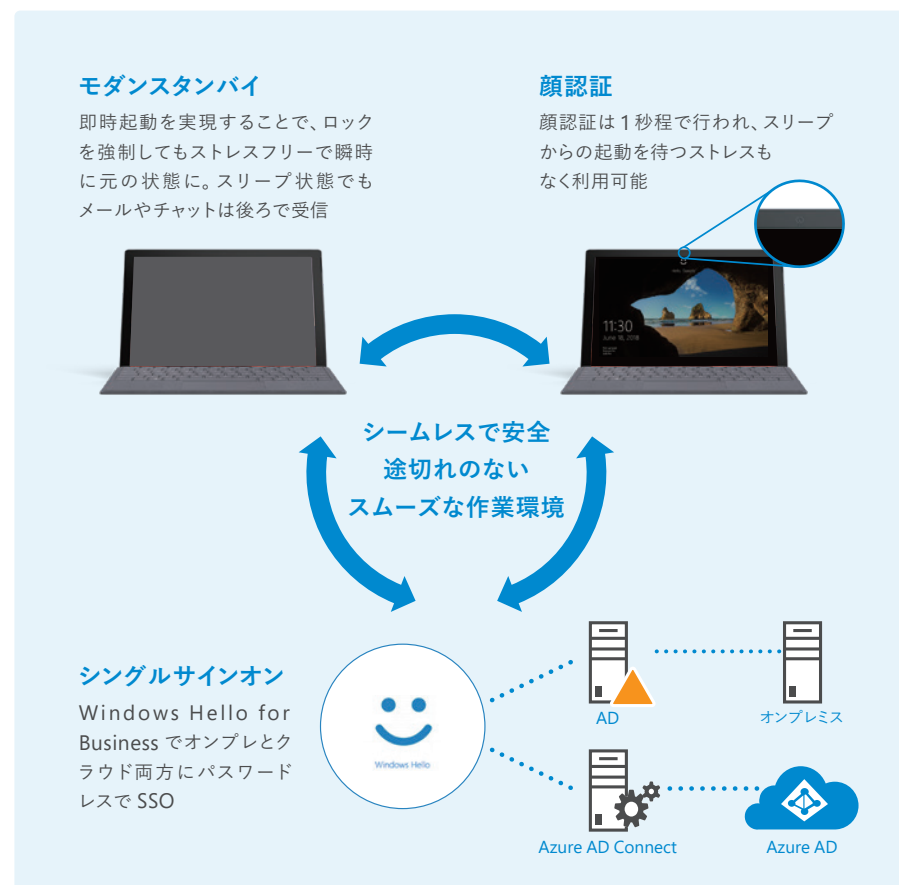 モダンスタンバイ
即時起動を実現することで、ロック
を強制してもストレスフリーで瞬時
に元の状態に。スリープ状態でも
メールやチャットは後ろで受信
顔認証
顔認証は1秒程で行われ、スリープ
からの起動を待つストレスも
なく利用可能
11:30
June 18, 2018
シームレスで安全
途切れのない
スムーズな作業環境
シングルサインオン
Windows Hello for
Business でオンプレとク
ラウド両方にパスワード
レスで SSO
Windows Hello
AD
オンプレミス
Azure AD Connect
Azure AD